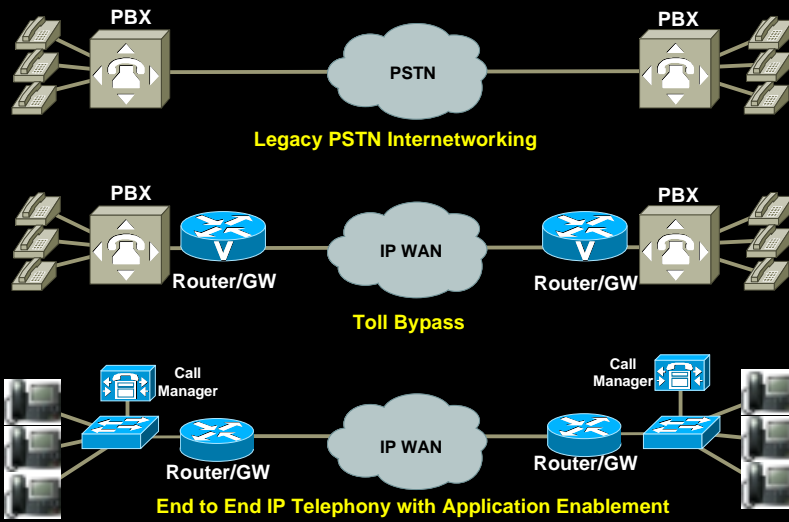 PBX
PBX
PSTN
Legacy PSTN Internetworking
PBX
PBX
V
IP WAN
V
Router/GW
Router/GW
Toll Bypass
Call
Manager
Call
Manager
IP WAN
Router/GW
Router/GW
End to End IP Telephony with Application Enablement